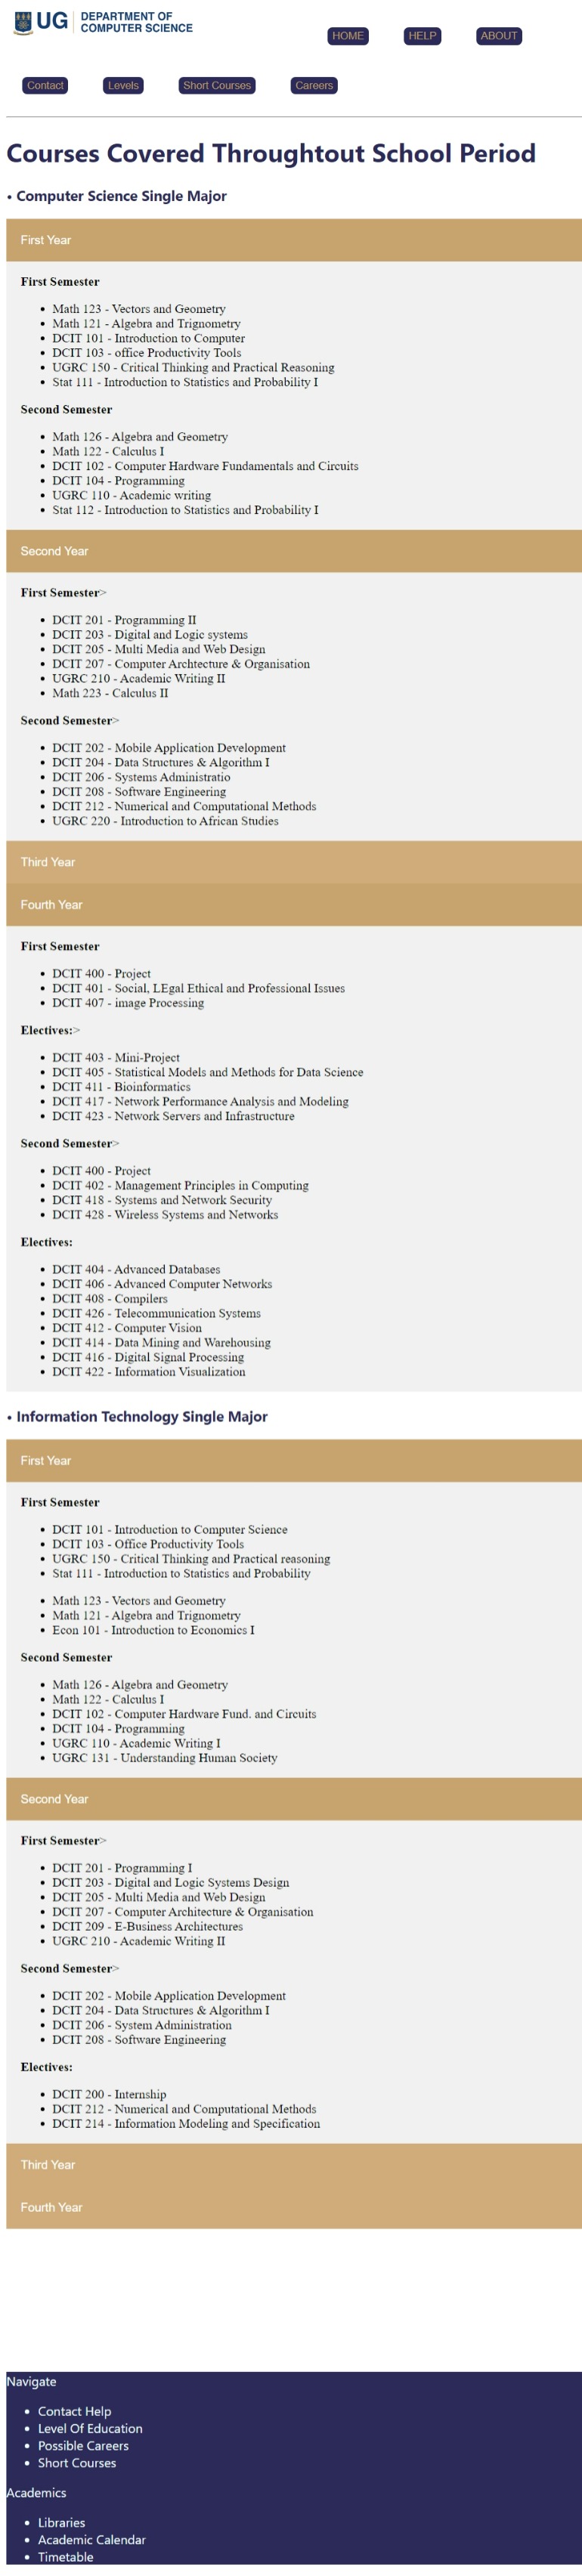 UG DEPARTMENT OF
COMPUTER SCIENCE
HOME HELP ABOUT
Contact Levels Short Courses Careers
Courses Covered Throughtout School Period
• Computer Science Single Major
First Year
First Semester
• Math 123 - Vectors and Geometry
• Math 121 - Algebra and Trignometry
• DCIT 101 - Introduction to Computer
• DCIT 103 - office Productivity Tools
• UGRC 150 - Critical Thinking and Practical Reasoning
• Stat 111 - Introduction to Statistics and Probability I
Second Semester
• Math 126 - Algebra and Geometry
• Math 122 - Calculus I
• DCIT 102 - Computer Hardware Fundamentals and Circuits
• DCIT 104 - Programming
• UGRC 110 - Academic writing
• Stat 112 - Introduction to Statistics and Probability I
Second Year
First Semester>
• DCIT 201 - Programming II
• DCIT 203 - Digital and Logic systems
• DCIT 205 - Multi Media and Web Design
• DCIT 207 - Computer Archtecture & Organisation
• UGRC 210 - Academic Writing II
• Math 223 - Calculus II
Second Semester>
• DCIT 202 - Mobile Application Development
• DCIT 204 - Data Structures & Algorithm I
• DCIT 206 - Systems Administratio
• DCIT 208 - Software Engineering
• DCIT 212 - Numerical and Computational Methods
• UGRC 220 - Introduction to African Studies
Third Year
Fourth Year
First Semester
• DCIT 400 - Project
• DCIT 401 - Social, LEgal Ethical and Professional Issues
• DCIT 407 - image Processing
Electives:>
• DCIT 403 - Mini-Project
• DCIT 405 - Statistical Models and Methods for Data Science
• DCIT 411 - Bioinformatics
• DCIT 417 - Network Performance Analysis and Modeling
• DCIT 423 - Network Servers and Infrastructure
Second Semester>
• DCIT 400 - Project
• DCIT 402 - Management Principles in Computing
• DCIT 418 - Systems and Network Security
• DCIT 428 - Wireless Systems and Networks
Electives:
• DCIT 404 - Advanced Databases
• DCIT 406 - Advanced Computer Networks
• DCIT 408 - Compilers
• DCIT 426 - Telecommunication Systems
• DCIT 412 - Computer Vision
• DCIT 414 - Data Mining and Warehousing
• DCIT 416 - Digital Signal Processing
• DCIT 422 - Information Visualization
• Information Technology Single Major
First Year
First Semester
• DCIT 101 - Introduction to Computer Science
• DCIT 103 - Office Productivity Tools
• UGRC 150 - Critical Thinking and Practical reasoning
• Stat 111 - Introduction to Statistics and Probability
• Math 123 - Vectors and Geometry
• Math 121 - Algebra and Trignometry
• Econ 101 - Introduction to Economics I
Second Semester
• Math 126 - Algebra and Geometry
• Math 122 - Calculus I
• DCIT 102 - Computer Hardware Fund. and Circuits
• DCIT 104 - Programming
• UGRC 110 - Academic Writing I
• UGRC 131 - Understanding Human Society
Second Year
First Semester>
• DCIT 201 - Programming I
• DCIT 203 - Digital and Logic Systems Design
• DCIT 205 - Multi Media and Web Design
• DCIT 207 - Computer Architecture & Organisation
• DCIT 209 - E-Business Architectures
• UGRC 210 - Academic Writing II
Second Semester>
• DCIT 202 - Mobile Application Development
• DCIT 204 - Data Structures & Algorithm I
• DCIT 206 - System Administration
• DCIT 208 - Software Engineering
Electives:
• DCIT 200 - Internship
• DCIT 212 - Numerical and Computational Methods
• DCIT 214 - Information Modeling and Specification
Third Year
Fourth Year
Navigate
• Contact Help
• Level Of Education
• Possible Careers
• Short Courses
Academics
• Libraries
• Academic Calendar
• Timetable